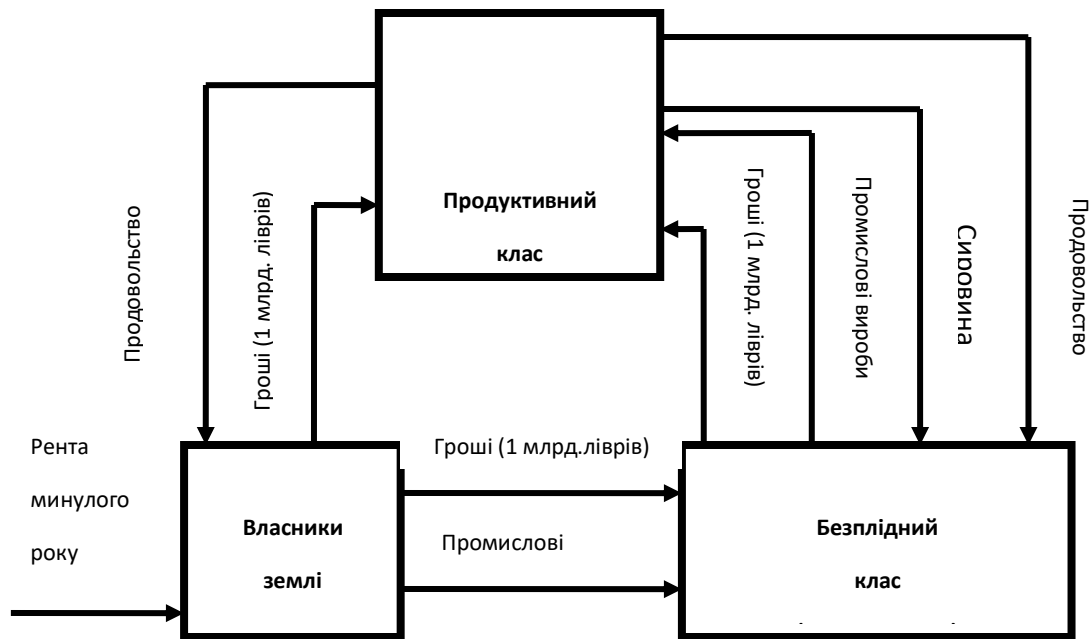 Продуктивний
клас
Продовольство
Гроші (1 млрд. ліврів)
Гроші (1 млрд. ліврів)
Промислові вироби
Сировина
Продовольство
Рента
минулого
року
Гроші (1 млрд.ліврів)
Промислові
Власники
землі
Безплідний
клас